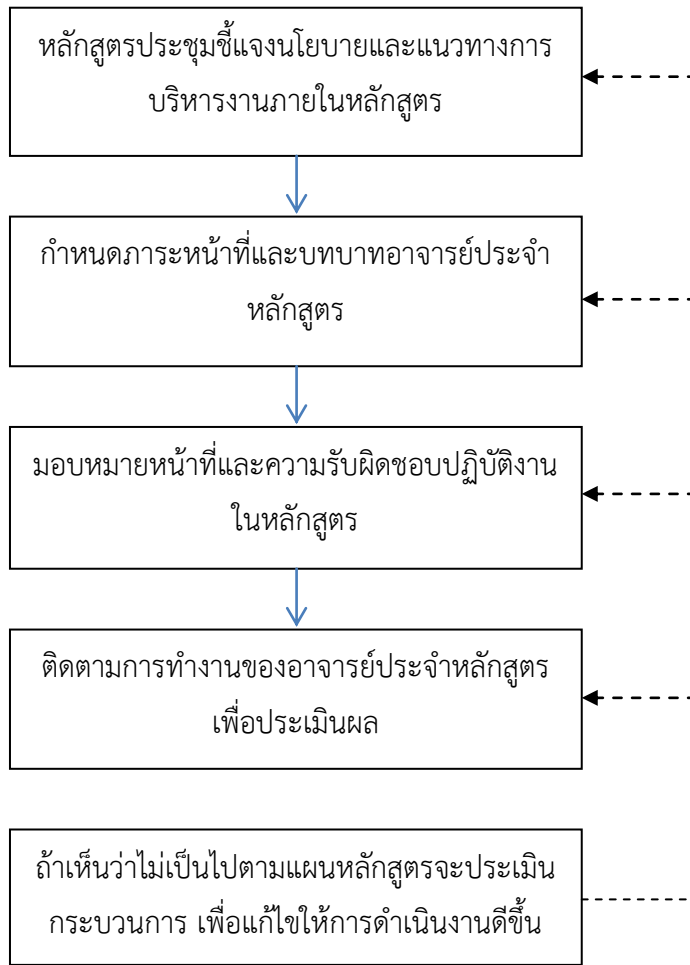 หลักสูตรประชุมชี้แจงนโยบายและแนวทางการ
บริหารงานภายในหลักสูตร
กำหนดภาระหน้าที่และบทบาทอาจารย์ประจำ
หลักสูตร
มอบหมายหน้าที่และความรับผิดชอบปฏิบัติงาน
ในหลักสูตร
ติดตามการทำงานของอาจารย์ประจำหลักสูตร
เพื่อประเมินผล
ถ้าเห็นว่าไม่เป็นไปตามแผนหลักสูตรจะประเมิน
กระบวนการ เพื่อแก้ไขให้การดำเนินงานดีขึ้น